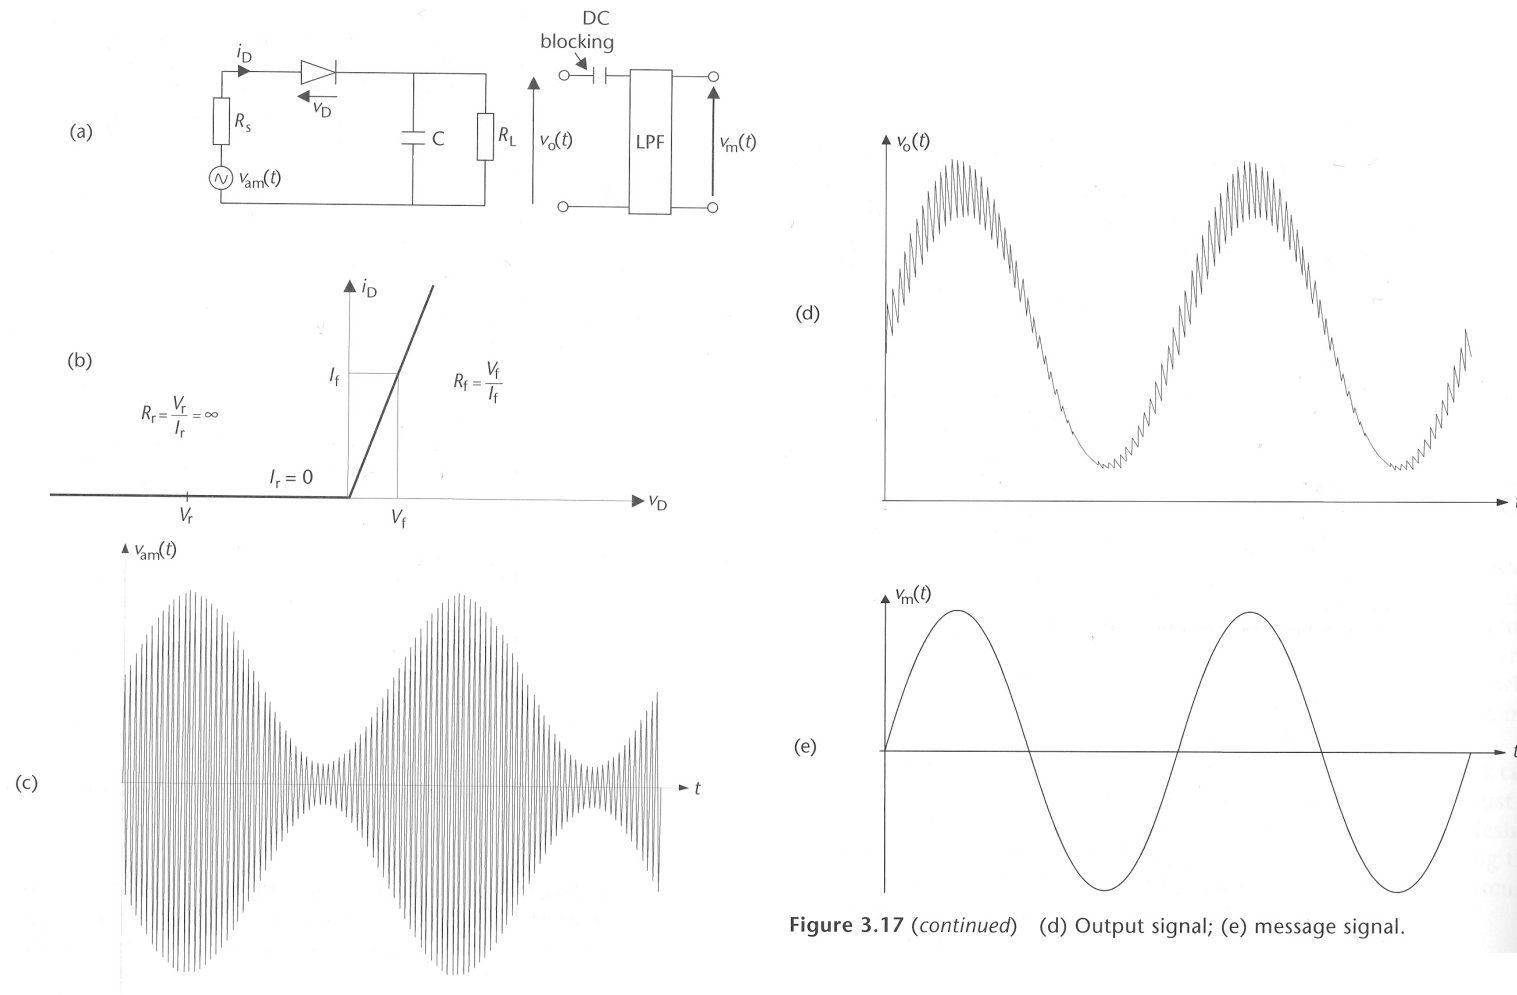 (a)
i_D
v_D
R_s
v_am(t)
C
R_L
DC
blocking
v_o(t)
LPF
v_m(t)
(b)
i_D
I_f
R_f = V_f / I_f
R_r = V_r / I_r = ∞
I_r = 0
V_r
V_f
v_D
(c)
v_am(t)
t
(d)
v_o(t)
t
(e)
v_m(t)
t
Figure 3.17 (continued) (d) Output signal; (e) message signal.